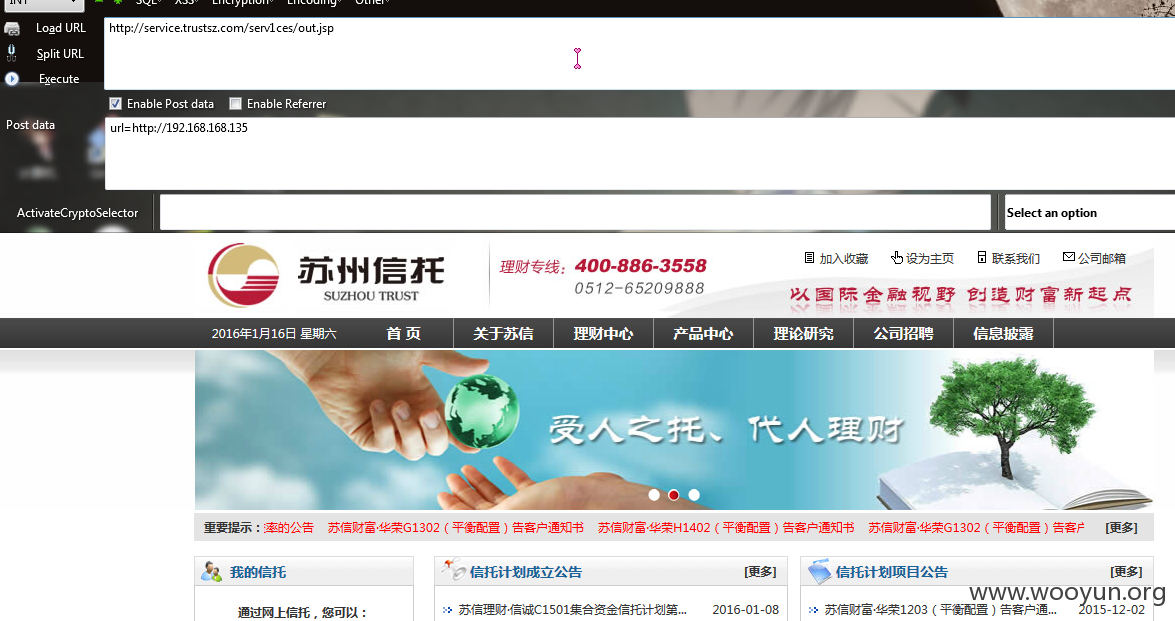 INT SQL XSS Encryption Encoding Other
Load URL
http://service.trustsz.com/serv1ces/out.jsp
Split URL
Execute
Enable Post data Enable Referrer
Post data
url=http://192.168.168.135
ActivateCryptoSelector
Select an option
苏州信托
SUZHOU TRUST
理财专线：400-886-3558
0512-65209888
加入收藏 设为主页 联系我们 公司邮箱
以国际金融视野 创造财富新起点
2016年1月16日 星期六 首 页 关于苏信 理财中心 产品中心 理论研究 公司招聘 信息披露
受人之托、代人理财
重要提示： 率的公告 苏信财富·华荣G1302（平衡配置）告客户通知书 苏信财富·华荣H1402（平衡配置）告客户通知书 苏信财富·华荣G1302（平衡配置）告客户 [更多]
我的信托 信托计划成立公告 [更多] 信托计划项目公告 [更多]
通过网上信托，您可以：
苏信理财·信诚C1501集合资金信托计划第... 2016-01-08
苏信财富·华荣1203（平衡配置）告客户通... 2015-12-02
www.wooyun.org